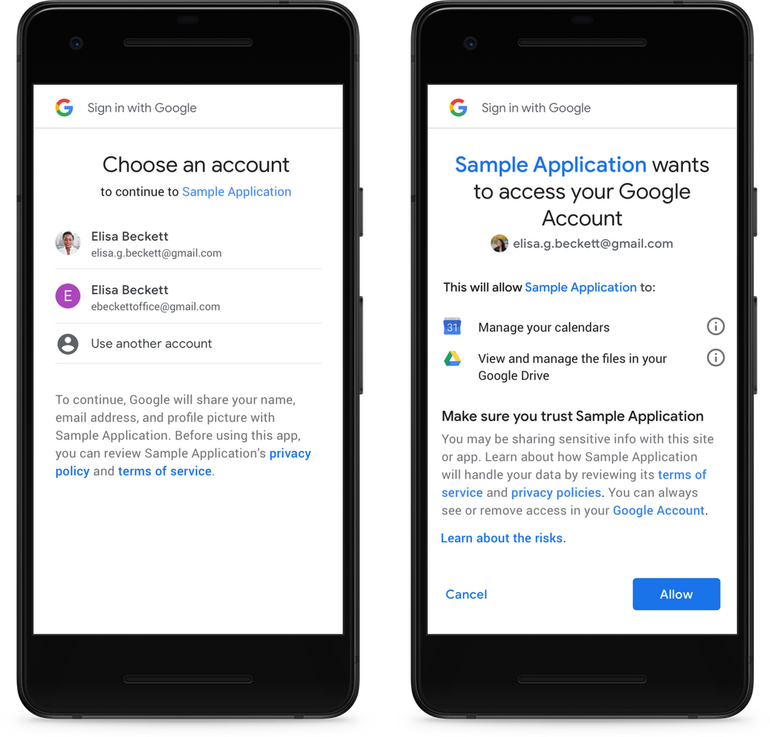 Sign in with Google
Choose an account
to continue to Sample Application
Elisa Beckett
elisa.g.beckett@gmail.com
E
Elisa Beckett
ebeckettoffice@gmail.com
Use another account
To continue, Google will share your name,
email address, and profile picture with
Sample Application. Before using this app,
you can review Sample Application's privacy
policy and terms of service.
Sign in with Google
Sample Application wants
to access your Google
Account
elisa.g.beckett@gmail.com
This will allow Sample Application to:
31
Manage your calendars
View and manage the files in your
Google Drive
Make sure you trust Sample Application
You may be sharing sensitive info with this site
or app. Learn about how Sample Application
will handle your data by reviewing its terms of
service and privacy policies. You can always
see or remove access in your Google Account.
Learn about the risks.
Cancel
Allow